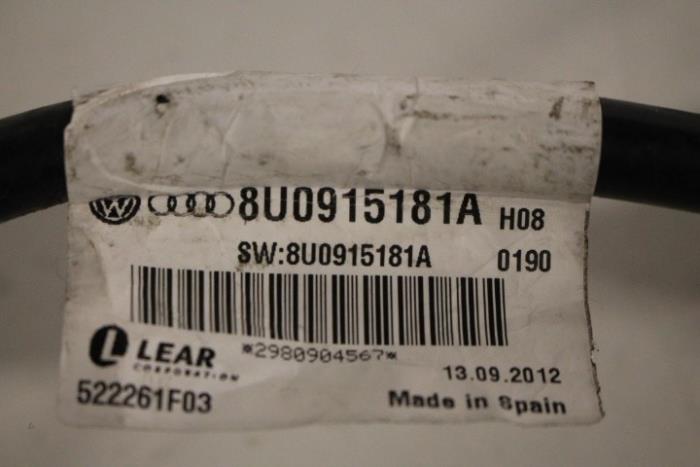 8U0915181A H08
SW:8U0915181A 0190
*2980904567*
LEAR
CORPORATION
13.09.2012
522261F03
Made in Spain